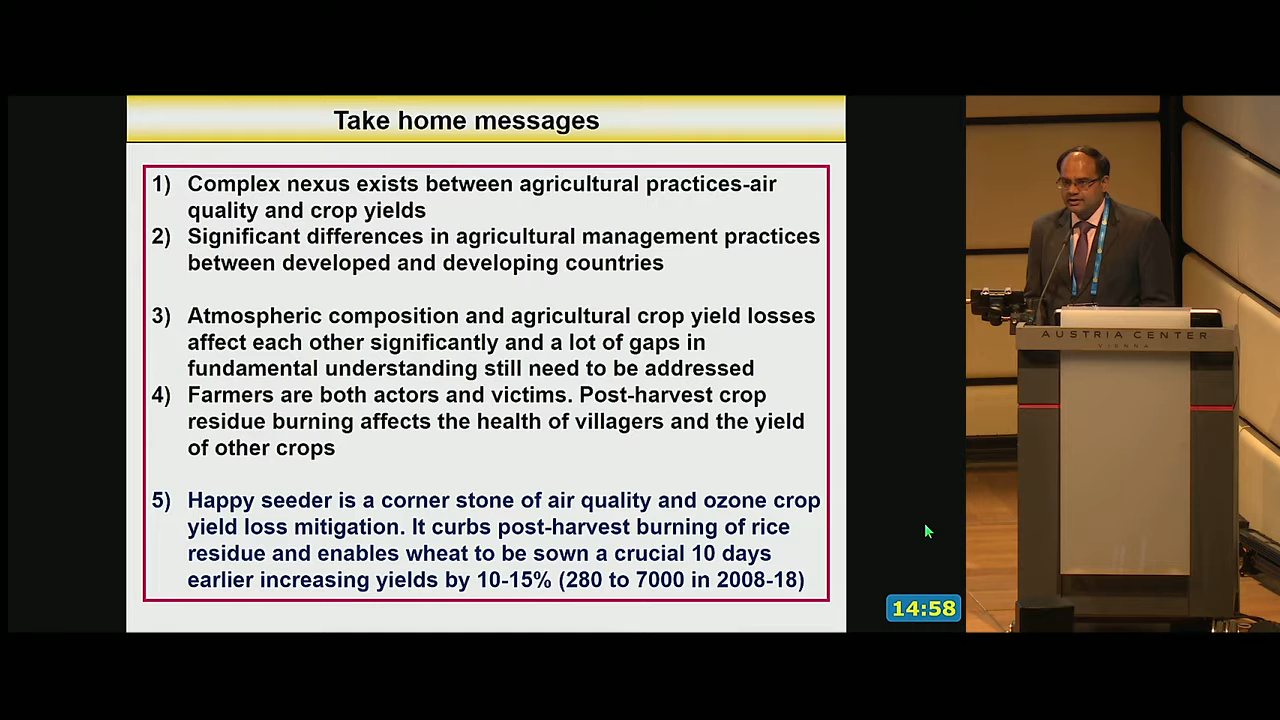 Take home messages
1) Complex nexus exists between agricultural practices-air
quality and crop yields
2) Significant differences in agricultural management practices
between developed and developing countries
3) Atmospheric composition and agricultural crop yield losses
affect each other significantly and a lot of gaps in
fundamental understanding still need to be addressed
4) Farmers are both actors and victims. Post-harvest crop
residue burning affects the health of villagers and the yield
of other crops
5) Happy seeder is a corner stone of air quality and ozone crop
yield loss mitigation. It curbs post-harvest burning of rice
residue and enables wheat to be sown a crucial 10 days
earlier increasing yields by 10-15% (280 to 7000 in 2008-18)
14:58
AUSTRIA CENTER
VIENNA